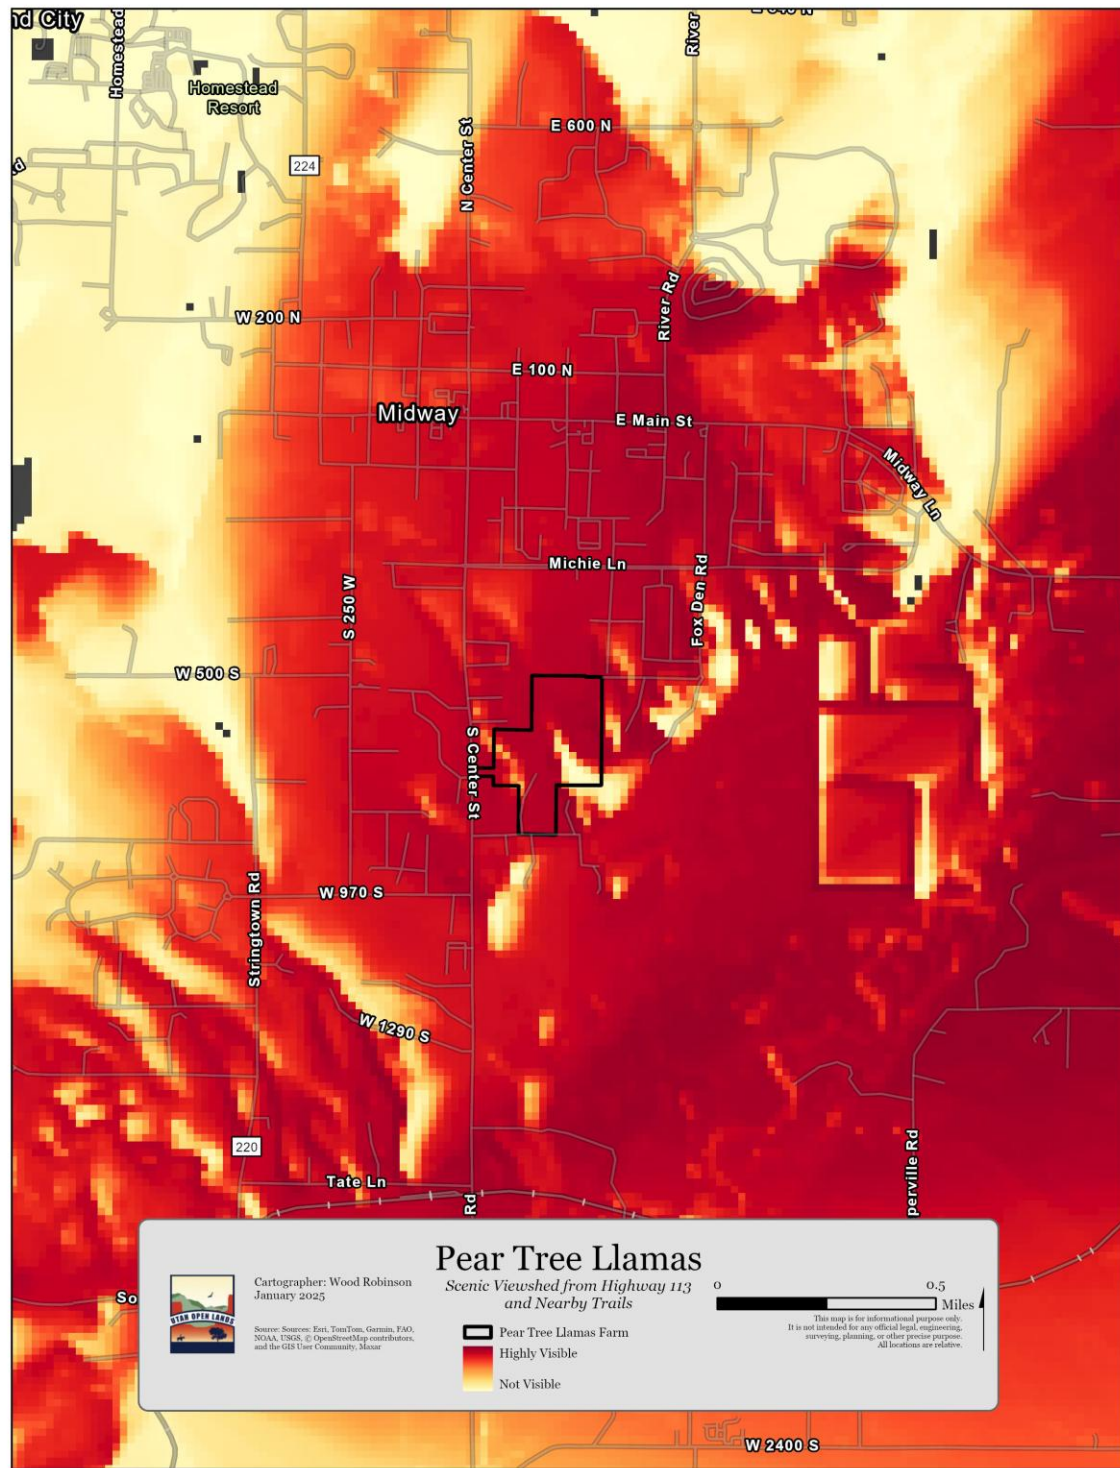 nd City
Homestead
Homestead
Resort
224
N Center St
E 600 N
River
W 200 N
River Rd
E 100 N
Midway
E Main St
Midway Ln
Michie Ln
S 250 W
Fox Den Rd
W 500 S
S Center St
W 970 S
Stringtown Rd
W 1290 S
220
Tate Ln
Rd
perville Rd
So
Pear Tree Llamas
Scenic Viewshed from Highway 113
and Nearby Trails
Cartographer: Wood Robinson
January 2025
Source: Sources: Esri, TomTom, Garmin, FAO,
NOAA, USGS, © OpenStreetMap contributors,
and the GIS User Community, Maxar
UTAH OPEN LANDS
Pear Tree Llamas Farm
Highly Visible
Not Visible
0 0.5
Miles
This map is for informational purpose only.
It is not intended for any official legal, engineering,
surveying, planning, or other precise purpose.
All locations are relative.
W 2400 S